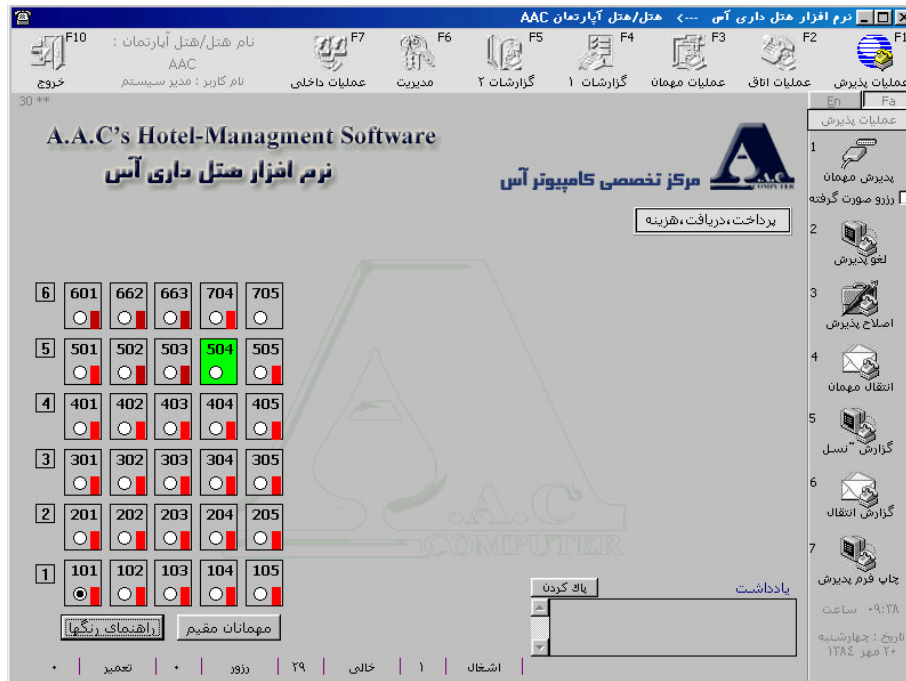 نرم افزار هتل داری آس ---> هتل/هتل آپارتمان AAC
F1
عملیات پذیرش
F2
عملیات اتاق
F3
عملیات مهمان
F4
گزارشات ۱
F5
گزارشات ۲
F6
مدیریت
F7
عملیات داخلی
نام هتل/هتل آپارتمان :
AAC
نام کاربر : مدیر سیستم
F10
خروج
30 **
En Fa
عملیات پذیرش
A.A.C's Hotel-Managment Software
نرم افزار هتل داری آس
A.A.C
COMPUTER
مرکز تخصصی کامپیوتر آس
پرداخت،دریافت،هزینه
1
پذیرش مهمان
رزرو صورت گرفته
2
لغو پذیرش
3
اصلاح پذیرش
4
انتقال مهمان
5
گزارش
6
گزارش انتقال
7
چاپ فرم پذیرش
6 601 662 663 704 705
5 501 502 503 504 505
4 401 402 403 404 405
3 301 302 303 304 305
2 201 202 203 204 205
1 101 102 103 104 105
A.A.C
COMPUTER
مهمانان مقیم
راهنمای رنگها
یادداشت
پاك كردن
۰۹:۲۸ ساعت
تاریخ : چهارشنبه
۲۰ مهر ۱۳۸۴
اشغال ۱ خالی ۲۹ رزور ۰ تعمیر ۰